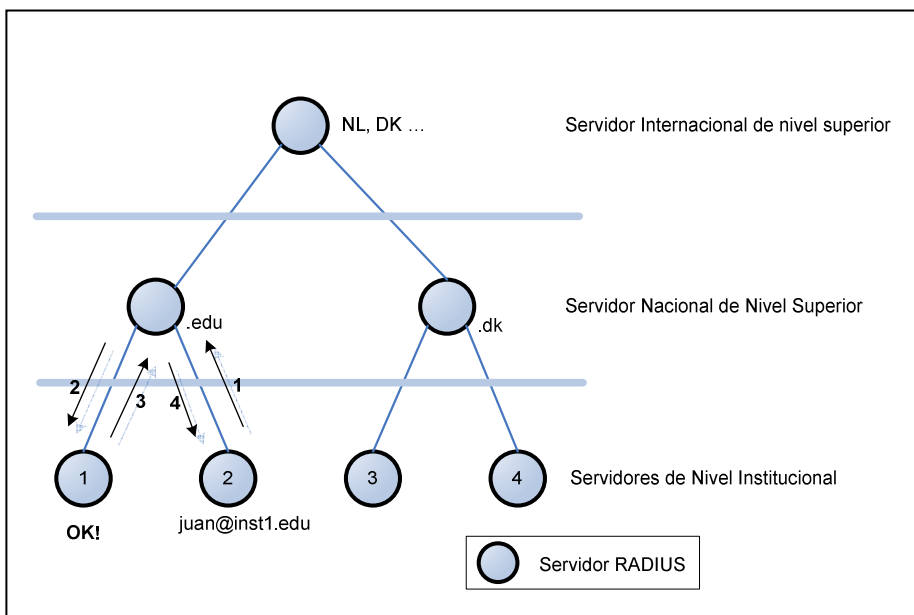 NL, DK ...
Servidor Internacional de nivel superior
.edu
.dk
Servidor Nacional de Nivel Superior
2
3
4
1
1
2
3
4
Servidores de Nivel Institucional
OK!
juan@inst1.edu
Servidor RADIUS